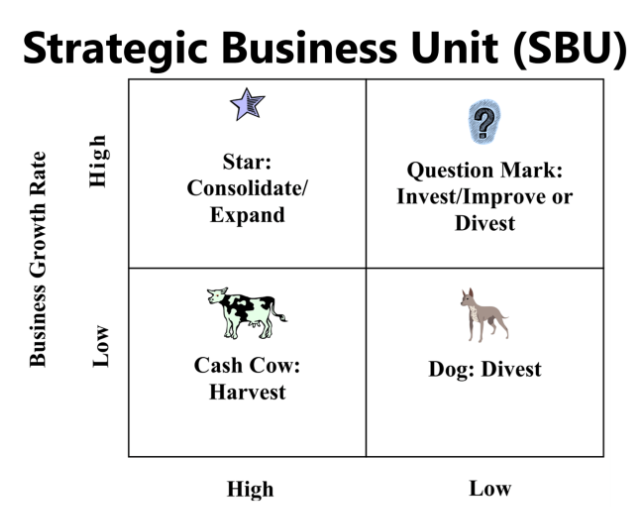 Strategic Business Unit (SBU)
Business Growth Rate
High
Low
Star:
Consolidate/
Expand
?
Question Mark:
Invest/Improve or
Divest
Cash Cow:
Harvest
Dog: Divest
High
Low